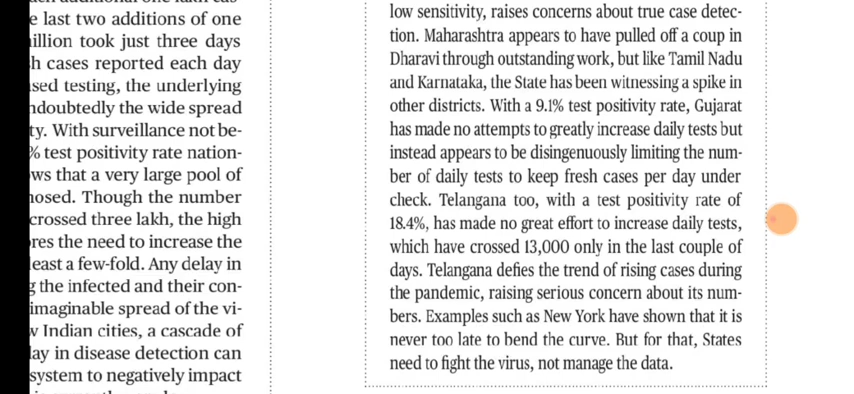 e last two additions of one
illion took just three days
h cases reported each day
sed testing, the underlying
ndoubtedly the wide spread
ty. With surveillance not be-
% test positivity rate nation-
ws that a very large pool of
nosed. Though the number
crossed three lakh, the high
res the need to increase the
least a few-fold. Any delay in
g the infected and their con-
imaginable spread of the vi-
w Indian cities, a cascade of
lay in disease detection can
system to negatively impact
low sensitivity, raises concerns about true case detec-
tion. Maharashtra appears to have pulled off a coup in
Dharavi through outstanding work, but like Tamil Nadu
and Karnataka, the State has been witnessing a spike in
other districts. With a 9.1% test positivity rate, Gujarat
has made no attempts to greatly increase daily tests but
instead appears to be disingenuously limiting the num-
ber of daily tests to keep fresh cases per day under
check. Telangana too, with a test positivity rate of
18.4%, has made no great effort to increase daily tests,
which have crossed 13,000 only in the last couple of
days. Telangana defies the trend of rising cases during
the pandemic, raising serious concern about its num-
bers. Examples such as New York have shown that it is
never too late to bend the curve. But for that, States
need to fight the virus, not manage the data.